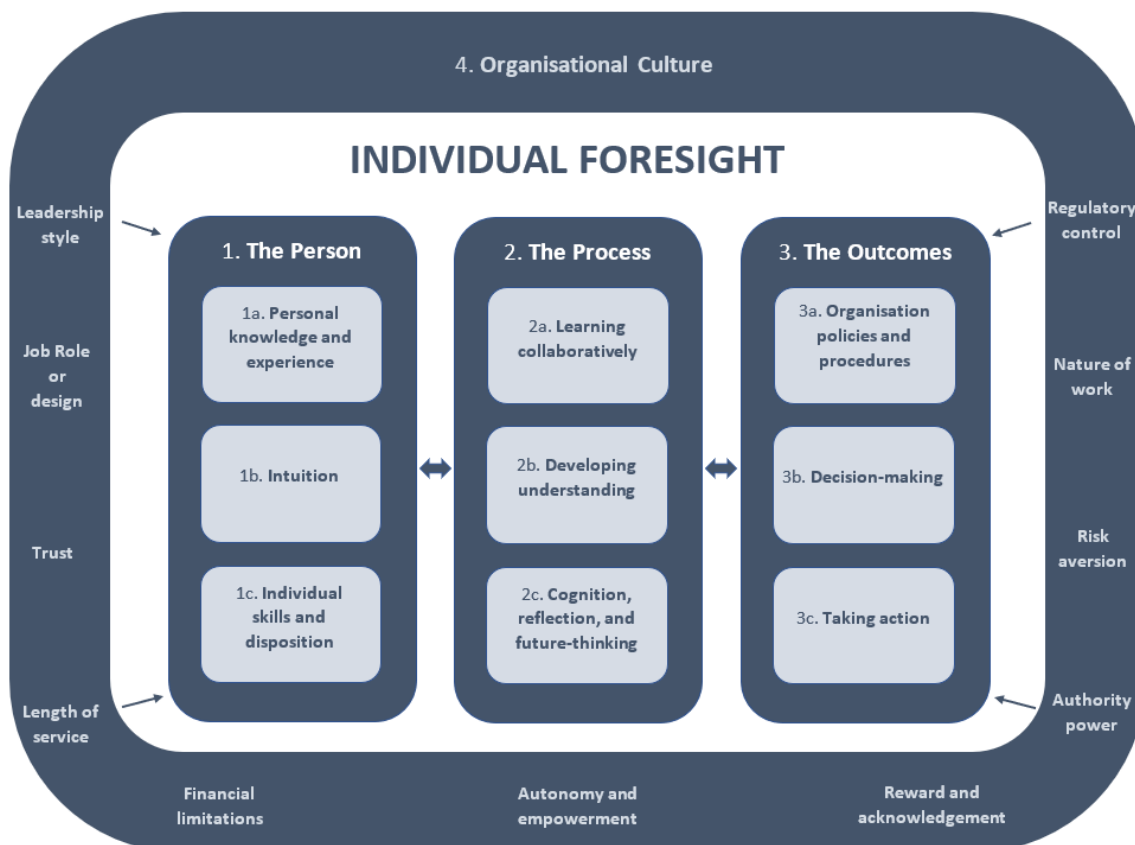 4. Organisational Culture
INDIVIDUAL FORESIGHT
Leadership
style
Job Role
or
design
Trust
Length of
service
1. The Person
1a. Personal
knowledge and
experience
1b. Intuition
1c. Individual
skills and
disposition
2. The Process
2a. Learning
collaboratively
2b. Developing
understanding
2c. Cognition,
reflection, and
future-thinking
3. The Outcomes
3a. Organisation
policies and
procedures
3b. Decision-making
3c. Taking action
Regulatory
control
Nature of
work
Risk
aversion
Authority
power
Financial
limitations
Autonomy and
empowerment
Reward and
acknowledgement